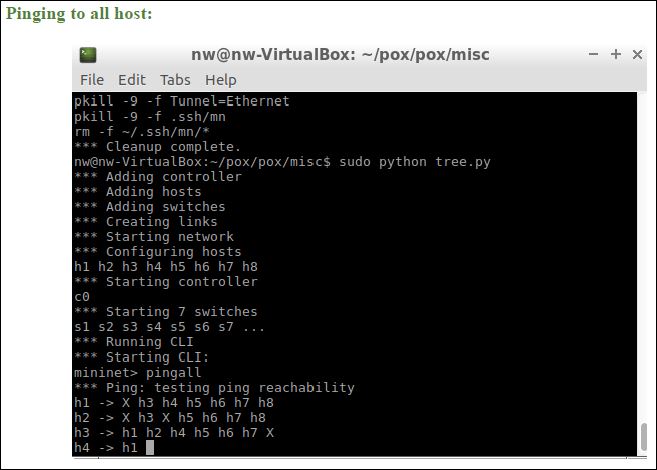 Pinging to all host:
nw@nw-VirtualBox: ~/pox/pox/misc
File Edit Tabs Help
pkill -9 -f Tunnel=Ethernet
pkill -9 -f .ssh/mn
rm -f ~/.ssh/mn/*
*** Cleanup complete.
nw@nw-VirtualBox:~/pox/pox/misc$ sudo python tree.py
*** Adding controller
*** Adding hosts
*** Adding switches
*** Creating links
*** Starting network
*** Configuring hosts
h1 h2 h3 h4 h5 h6 h7 h8
*** Starting controller
c0
*** Starting 7 switches
s1 s2 s3 s4 s5 s6 s7 ...
*** Running CLI
*** Starting CLI:
mininet> pingall
*** Ping: testing ping reachability
h1 -> X h3 h4 h5 h6 h7 h8
h2 -> X h3 X h5 h6 h7 h8
h3 -> h1 h2 h4 h5 h6 h7 X
h4 -> h1